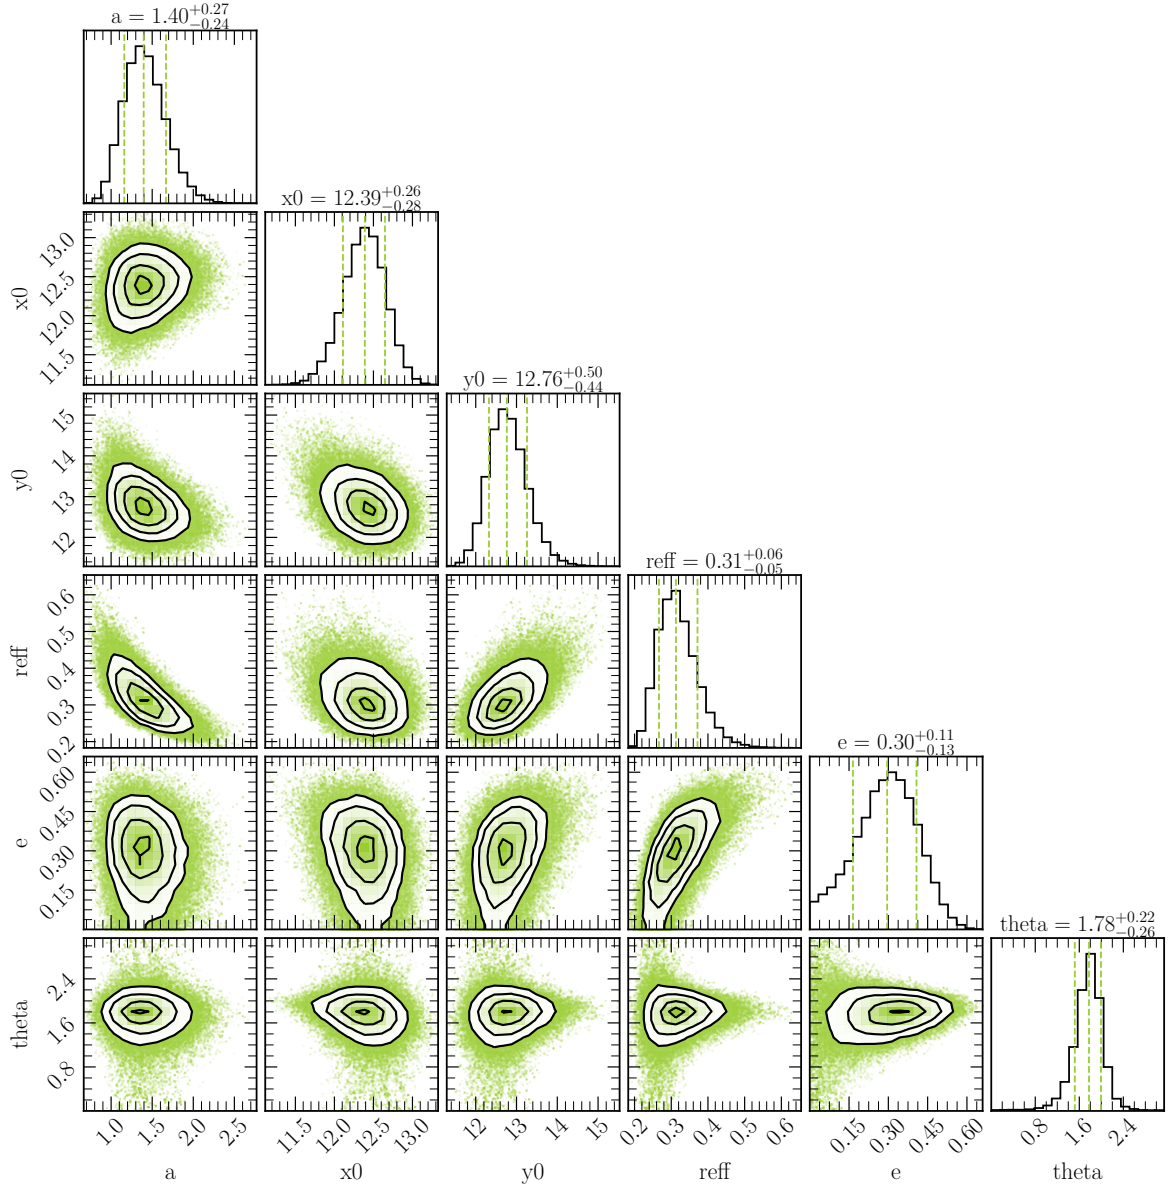 a = 1.40+0.27−0.24
x0 = 12.39+0.26−0.28
x0
13.0
12.5
12.0
11.5
y0 = 12.76+0.50−0.44
y0
15
14
13
12
reff = 0.31+0.06−0.05
reff
0.6
0.5
0.4
0.3
0.2
e = 0.30+0.11−0.13
e
0.60
0.45
0.30
0.15
theta = 1.78+0.22−0.26
theta
2.4
1.6
0.8
1.0 1.5 2.0 2.5 11.5 12.0 12.5 13.0 12 13 14 15 0.2 0.3 0.4 0.5 0.6 0.15 0.30 0.45 0.60 0.8 1.6 2.4
a x0 y0 reff e theta